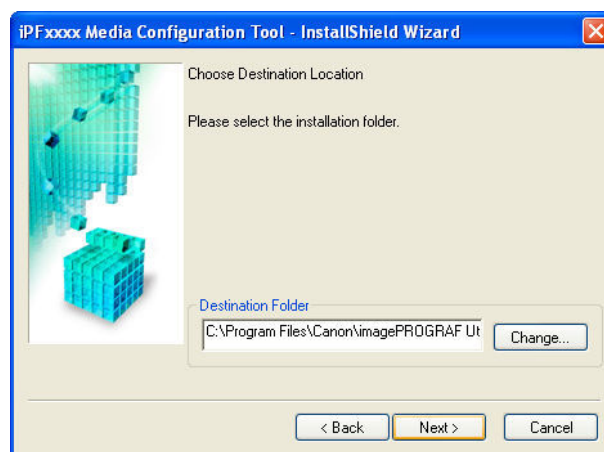 iPFxxxx Media Configuration Tool - InstallShield Wizard
Choose Destination Location
Please select the installation folder.
Destination Folder
C:\Program Files\Canon\imagePROGRAF Ut
Change...
< Back
Next >
Cancel